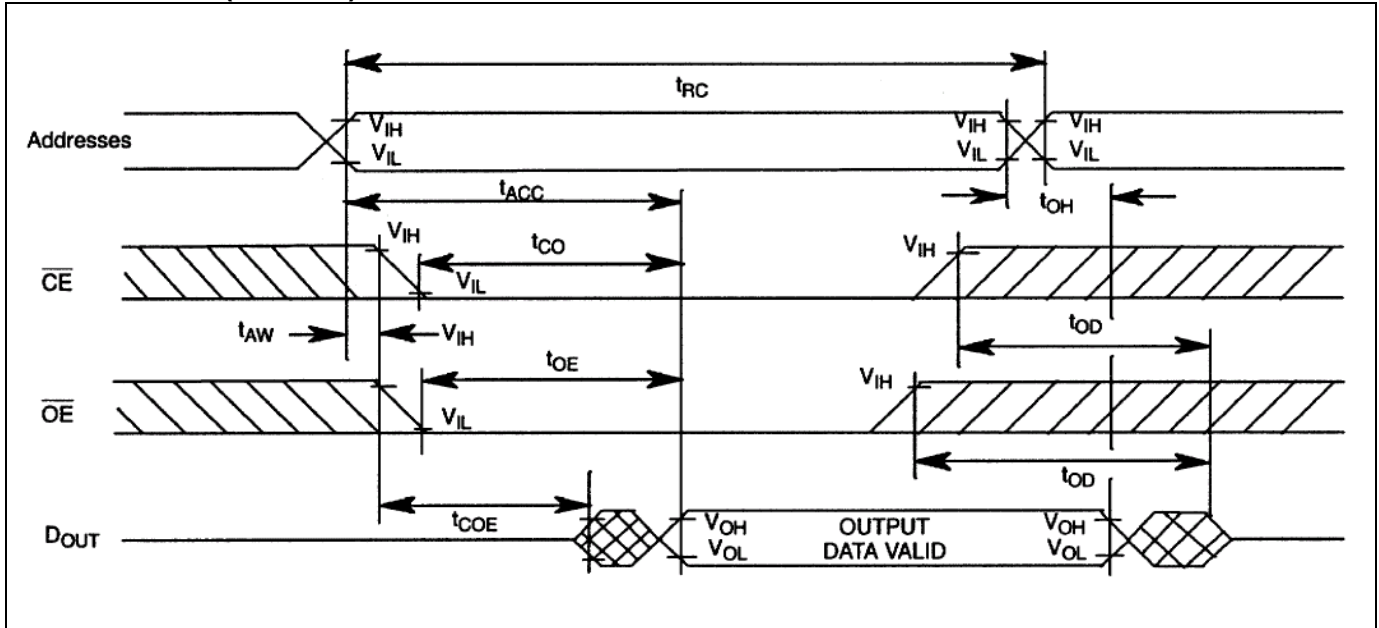 tRC
Addresses
VIH
VIL
VIH
VIL
VIH
VIL
tACC
tOH
CE
VIH
tCO
VIL
VIH
tAW
VIH
tOD
OE
tOE
VIL
VIH
tOD
DOUT
tCOE
VOH
VOL
OUTPUT
DATA VALID
VOH
VOL